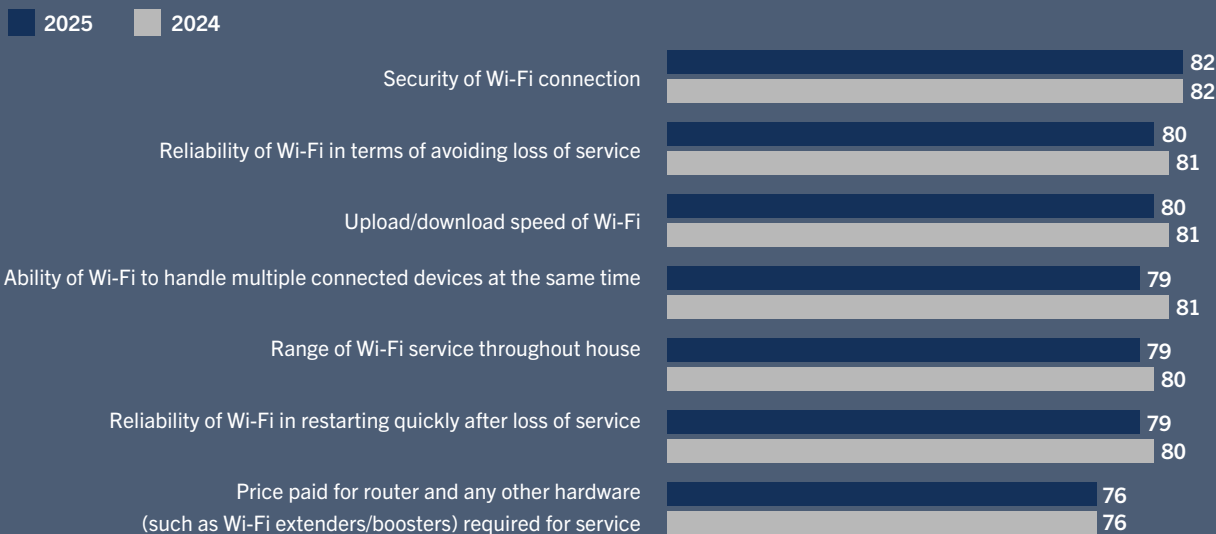 2025 2024
Security of Wi-Fi connection 82
82
Reliability of Wi-Fi in terms of avoiding loss of service 80
81
Upload/download speed of Wi-Fi 80
81
Ability of Wi-Fi to handle multiple connected devices at the same time 79
81
Range of Wi-Fi service throughout house 79
80
Reliability of Wi-Fi in restarting quickly after loss of service 79
80
Price paid for router and any other hardware 76
(such as Wi-Fi extenders/boosters) required for service 76